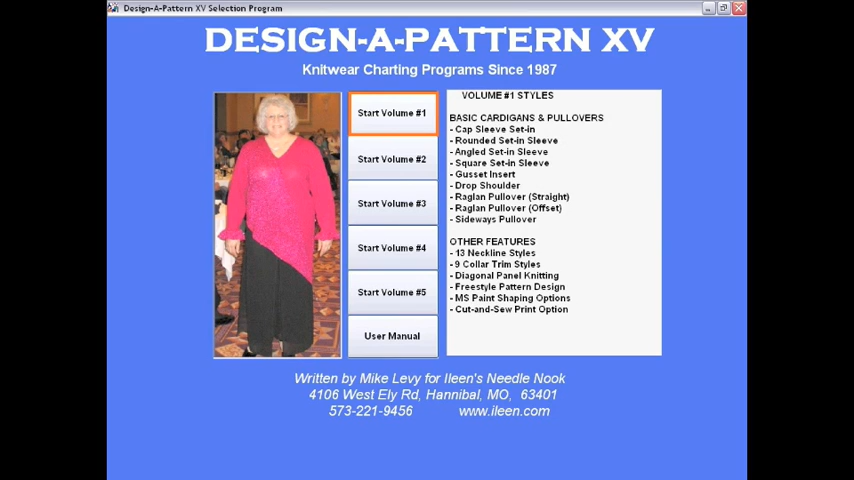 Design-A-Pattern XV Selection Program
DESIGN-A-PATTERN XV
Knitwear Charting Programs Since 1987
Start Volume #1
Start Volume #2
Start Volume #3
Start Volume #4
Start Volume #5
User Manual
VOLUME #1 STYLES
BASIC CARDIGANS & PULLOVERS
- Cap Sleeve Set-in
- Rounded Set-in Sleeve
- Angled Set-in Sleeve
- Square Set-in Sleeve
- Gusset Insert
- Drop Shoulder
- Raglan Pullover (Straight)
- Raglan Pullover (Offset)
- Sideways Pullover
OTHER FEATURES
- 13 Neckline Styles
- 9 Collar Trim Styles
- Diagonal Panel Knitting
- Freestyle Pattern Design
- MS Paint Shaping Options
- Cut-and-Sew Print Option
Written by Mike Levy for Ileen's Needle Nook
4106 West Ely Rd, Hannibal, MO, 63401
573-221-9456 www.ileen.com